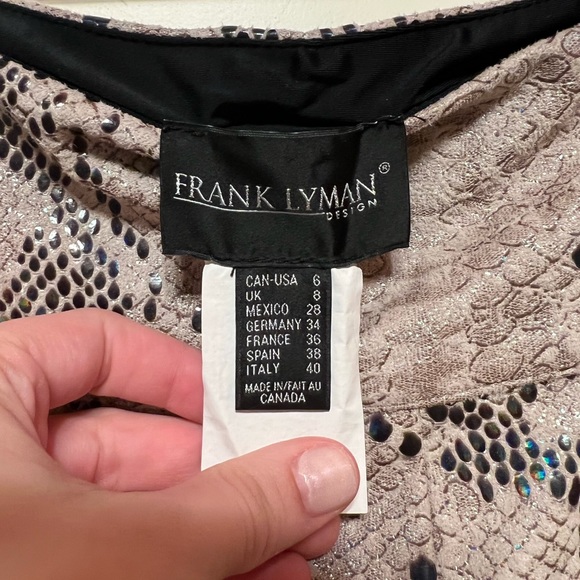 FRANK LYMAN®
DESIGN
CAN-USA 6
UK 8
MEXICO 28
GERMANY 34
FRANCE 36
SPAIN 38
ITALY 40
MADE IN/FAIT AU
CANADA